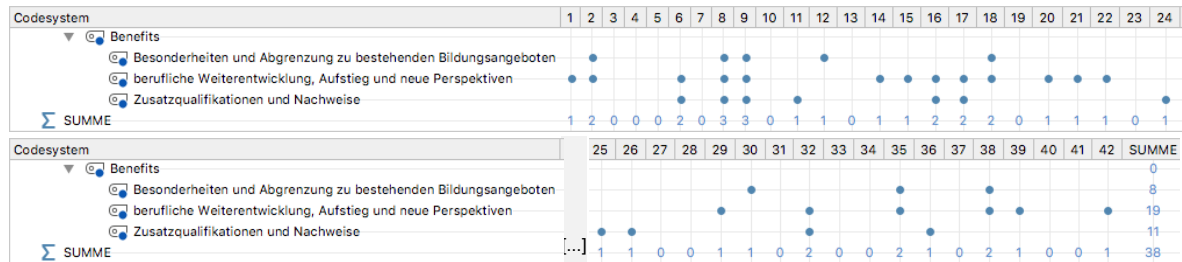 Codesystem 1 2 3 4 5 6 7 8 9 10 11 12 13 14 15 16 17 18 19 20 21 22 23 24
Benefits
Besonderheiten und Abgrenzung zu bestehenden Bildungsangeboten
berufliche Weiterentwicklung, Aufstieg und neue Perspektiven
Zusatzqualifikationen und Nachweise
Σ SUMME 1 2 0 0 0 2 0 3 3 0 1 1 0 1 1 2 2 2 0 1 1 1 0 1
Codesystem 25 26 27 28 29 30 31 32 33 34 35 36 37 38 39 40 41 42 SUMME
Benefits 0
Besonderheiten und Abgrenzung zu bestehenden Bildungsangeboten 8
berufliche Weiterentwicklung, Aufstieg und neue Perspektiven 19
Zusatzqualifikationen und Nachweise 11
Σ SUMME [...] 1 1 0 0 1 1 0 2 0 0 2 1 0 2 1 0 0 1 38